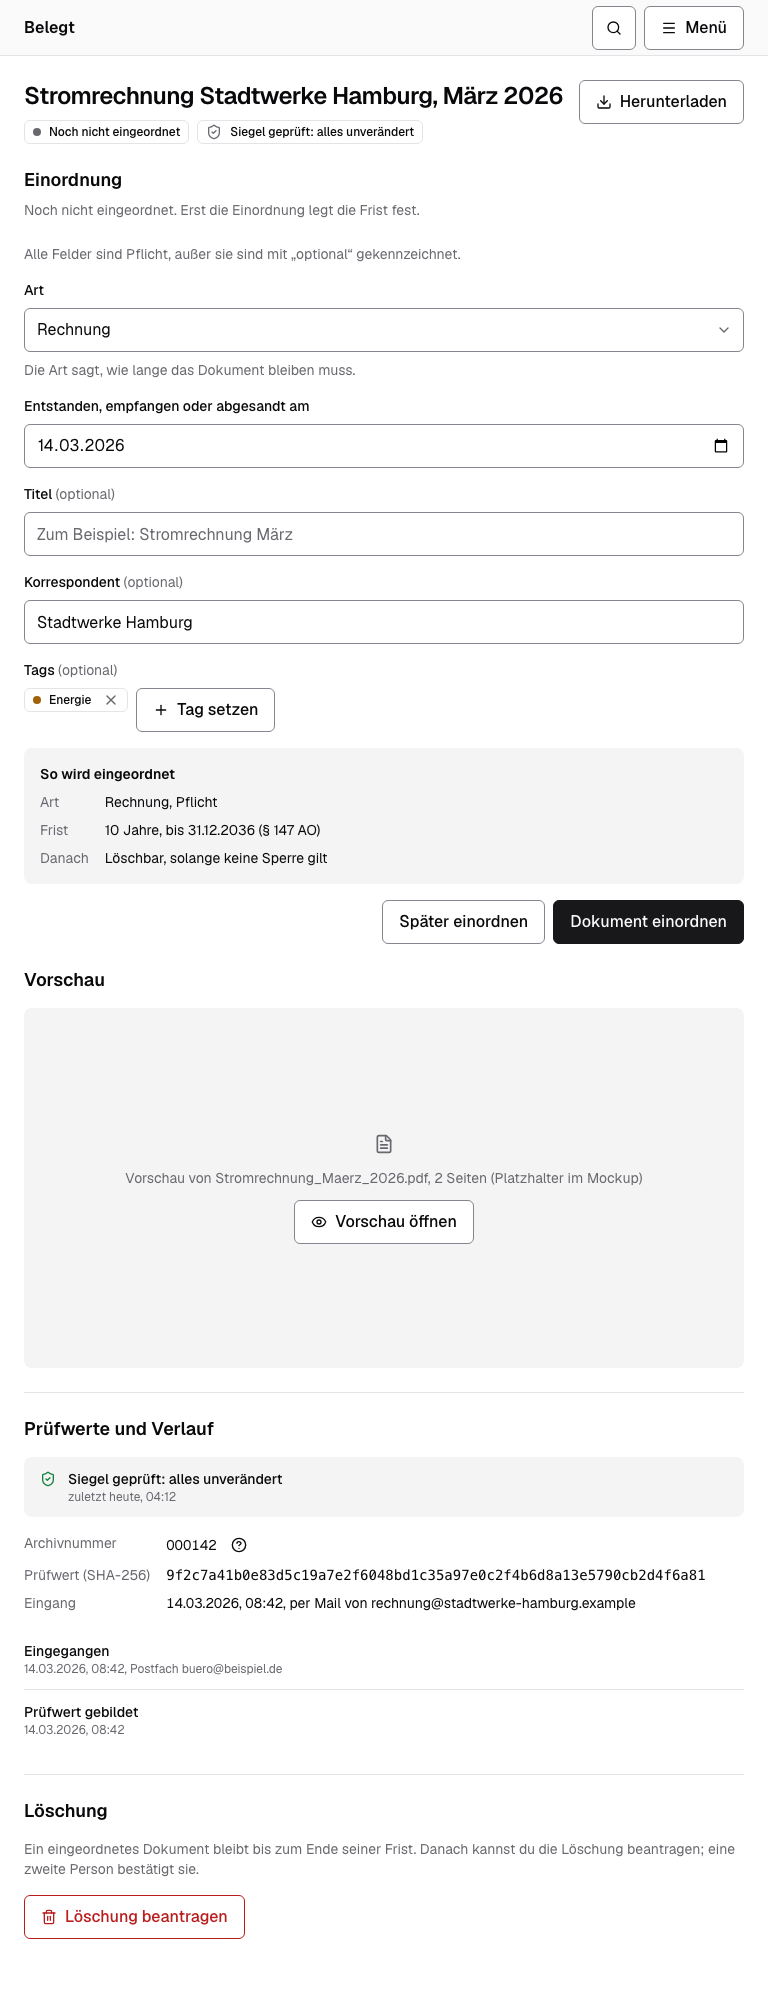 Belegt
Menü
Stromrechnung Stadtwerke Hamburg, März 2026
Herunterladen
Noch nicht eingeordnet
Siegel geprüft: alles unverändert
Einordnung
Noch nicht eingeordnet. Erst die Einordnung legt die Frist fest.
Alle Felder sind Pflicht, außer sie sind mit „optional“ gekennzeichnet.
Art
Rechnung
Die Art sagt, wie lange das Dokument bleiben muss.
Entstanden, empfangen oder abgesandt am
14.03.2026
Titel (optional)
Zum Beispiel: Stromrechnung März
Korrespondent (optional)
Stadtwerke Hamburg
Tags (optional)
Energie
Tag setzen
So wird eingeordnet
Art Rechnung, Pflicht
Frist 10 Jahre, bis 31.12.2036 (§ 147 AO)
Danach Löschbar, solange keine Sperre gilt
Später einordnen
Dokument einordnen
Vorschau
Vorschau von Stromrechnung_Maerz_2026.pdf, 2 Seiten (Platzhalter im Mockup)
Vorschau öffnen
Prüfwerte und Verlauf
Siegel geprüft: alles unverändert
zuletzt heute, 04:12
Archivnummer 000142
Prüfwert (SHA-256) 9f2c7a41b0e83d5c19a7e2f6048bd1c35a97e0c2f4b6d8a13e5790cb2d4f6a81
Eingang 14.03.2026, 08:42, per Mail von rechnung@stadtwerke-hamburg.example
Eingegangen
14.03.2026, 08:42, Postfach buero@beispiel.de
Prüfwert gebildet
14.03.2026, 08:42
Löschung
Ein eingeordnetes Dokument bleibt bis zum Ende seiner Frist. Danach kannst du die Löschung beantragen; eine
zweite Person bestätigt sie.
Löschung beantragen